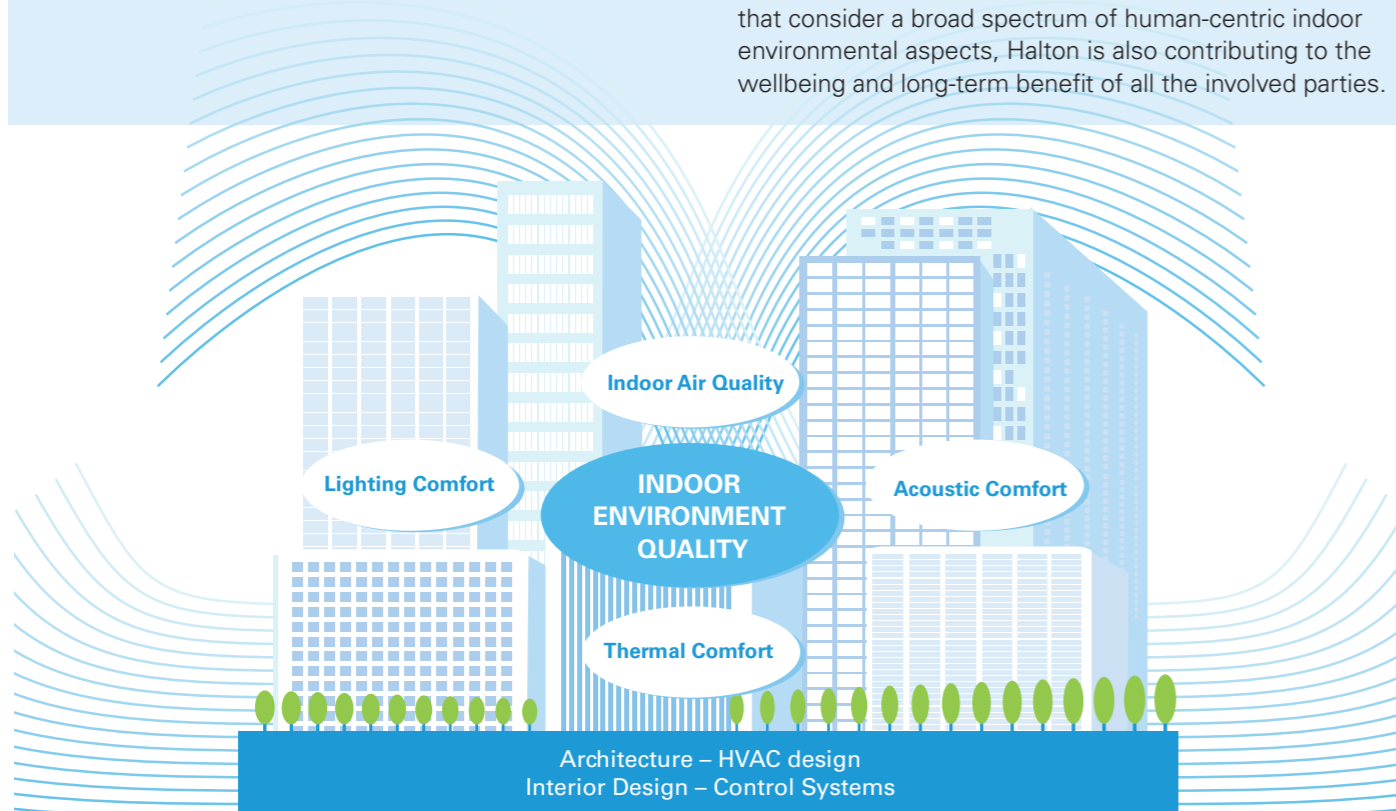 that consider a broad spectrum of human-centric indoor
environmental aspects, Halton is also contributing to the
wellbeing and long-term benefit of all the involved parties.
Indoor Air Quality
Lighting Comfort
INDOOR
ENVIRONMENT
QUALITY
Acoustic Comfort
Thermal Comfort
Architecture – HVAC design
Interior Design – Control Systems